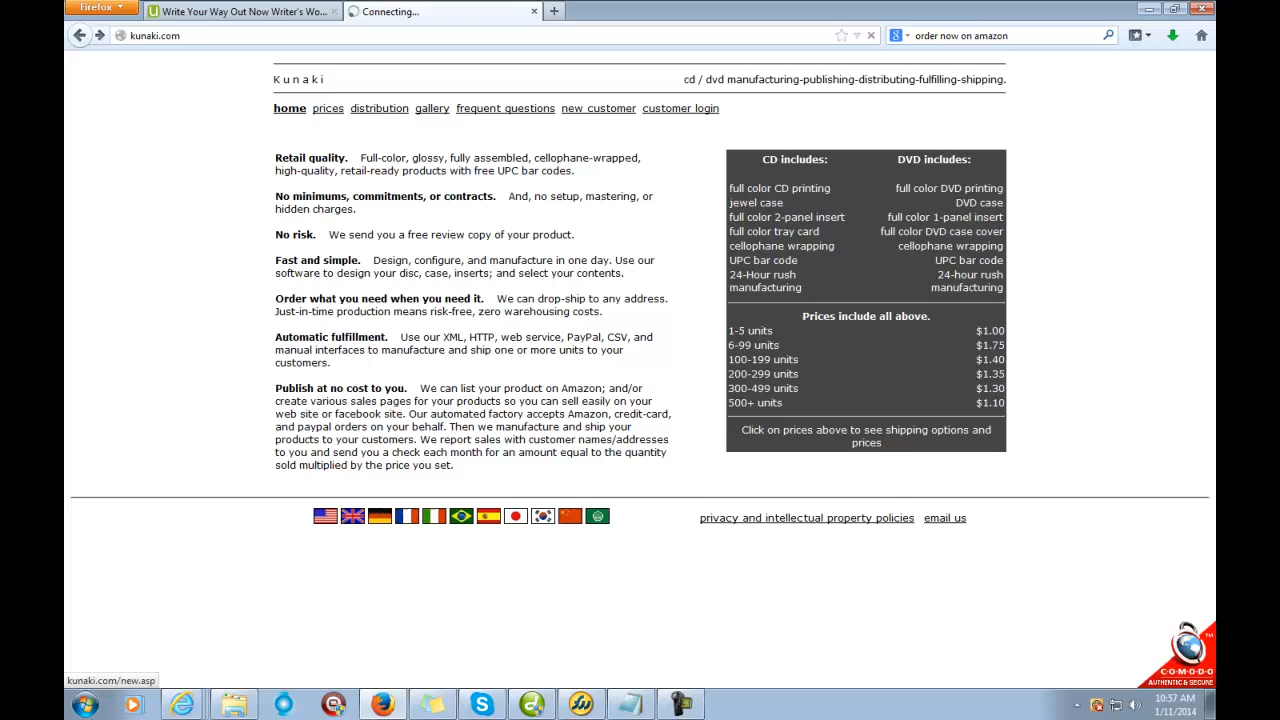 Firefox
Write Your Way Out Now Writer's Wo...
Connecting...
kunaki.com
order now on amazon
Kunaki
cd / dvd manufacturing-publishing-distributing-fulfilling-shipping.
home prices distribution gallery frequent questions new customer customer login
Retail quality. Full-color, glossy, fully assembled, cellophane-wrapped,
high-quality, retail-ready products with free UPC bar codes.
No minimums, commitments, or contracts. And, no setup, mastering, or
hidden charges.
No risk. We send you a free review copy of your product.
Fast and simple. Design, configure, and manufacture in one day. Use our
software to design your disc, case, inserts; and select your contents.
Order what you need when you need it. We can drop-ship to any address.
Just-in-time production means risk-free, zero warehousing costs.
Automatic fulfillment. Use our XML, HTTP, web service, PayPal, CSV, and
manual interfaces to manufacture and ship one or more units to your
customers.
Publish at no cost to you. We can list your product on Amazon; and/or
create various sales pages for your products so you can sell easily on your
web site or facebook site. Our automated factory accepts Amazon, credit-card,
and paypal orders on your behalf. Then we manufacture and ship your
products to your customers. We report sales with customer names/addresses
to you and send you a check each month for an amount equal to the quantity
sold multiplied by the price you set.
CD includes: DVD includes:
full color CD printing full color DVD printing
jewel case DVD case
full color 2-panel insert full color 1-panel insert
full color tray card full color DVD case cover
cellophane wrapping cellophane wrapping
UPC bar code UPC bar code
24-Hour rush 24-hour rush
manufacturing manufacturing
Prices include all above.
1-5 units $1.00
6-99 units $1.75
100-199 units $1.40
200-299 units $1.35
300-499 units $1.30
500+ units $1.10
Click on prices above to see shipping options and
prices
privacy and intellectual property policies email us
COMODO
AUTHENTIC & SECURE
kunaki.com/new.asp
10:57 AM
1/11/2014